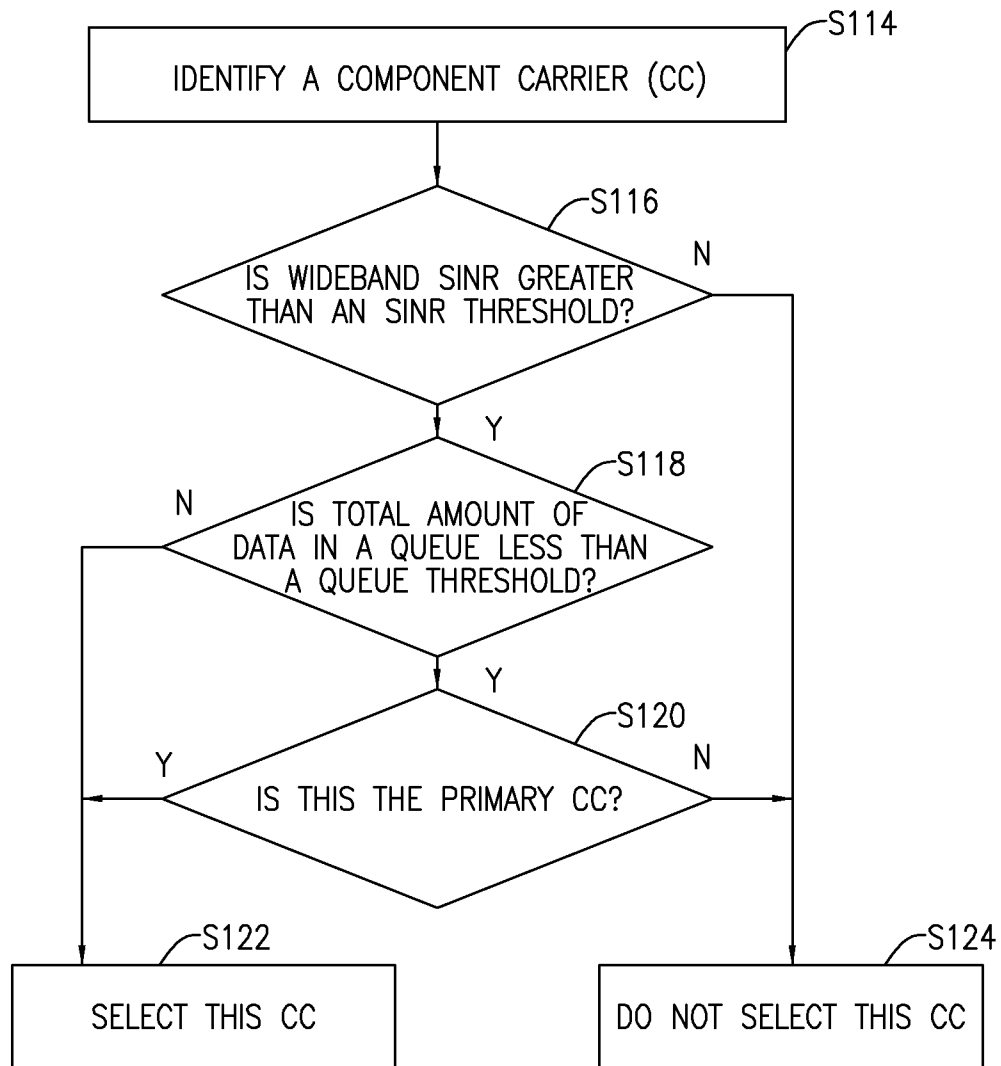 S114
IDENTIFY A COMPONENT CARRIER (CC)
S116
N
IS WIDEBAND SINR GREATER
THAN AN SINR THRESHOLD?
Y
S118
N
IS TOTAL AMOUNT OF
DATA IN A QUEUE LESS THAN
A QUEUE THRESHOLD?
Y
S120
Y
N
IS THIS THE PRIMARY CC?
S122
S124
SELECT THIS CC
DO NOT SELECT THIS CC